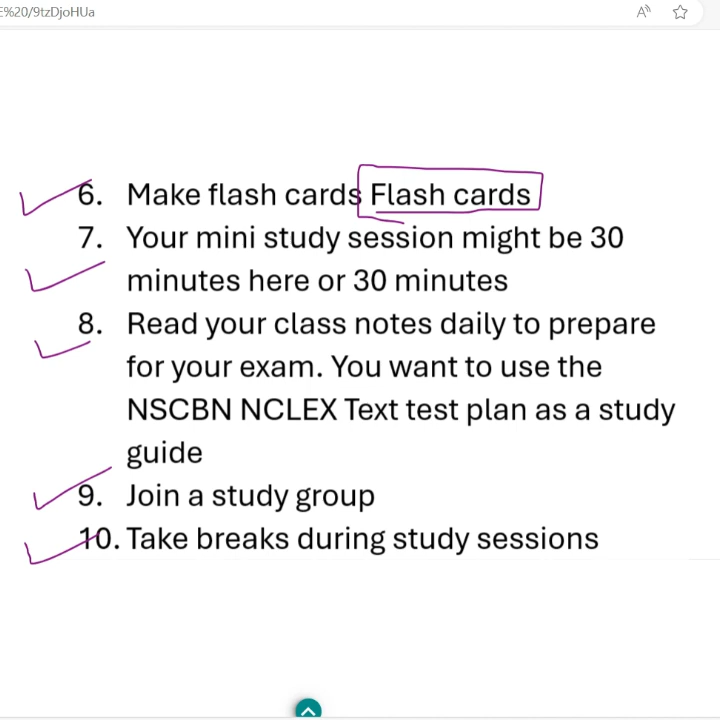 E%20/9tzDjoHUa
6. Make flash cards Flash cards
7. Your mini study session might be 30
minutes here or 30 minutes
8. Read your class notes daily to prepare
for your exam. You want to use the
NSCBN NCLEX Text test plan as a study
guide
9. Join a study group
10. Take breaks during study sessions